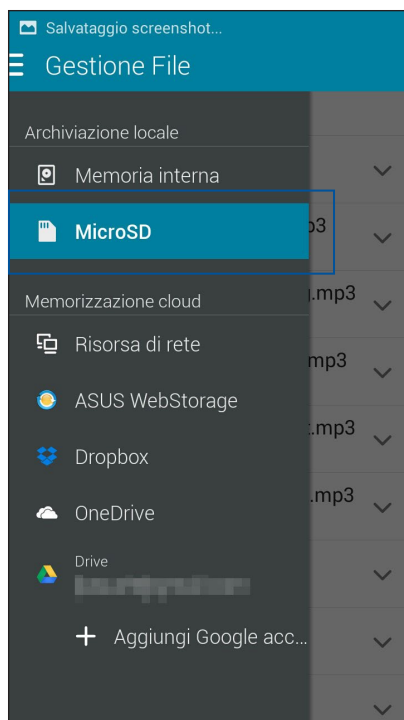 Salvataggio screenshot...
Gestione File
Archiviazione locale
Memoria interna
MicroSD
p3
Memorizzazione cloud
.mp3
Risorsa di rete
mp3
ASUS WebStorage
.mp3
Dropbox
.mp3
OneDrive
Drive
Aggiungi Google acc...